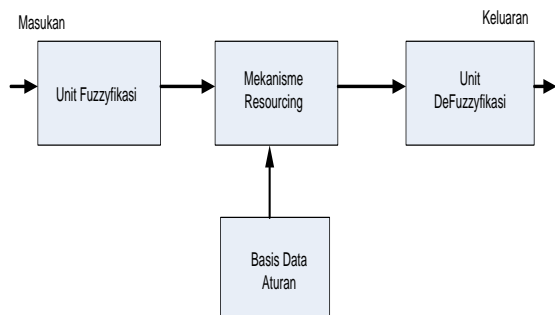 Masukan
Keluaran
Unit Fuzzyfikasi
Mekanisme
Resourcing
Unit
DeFuzzyfikasi
Basis Data
Aturan